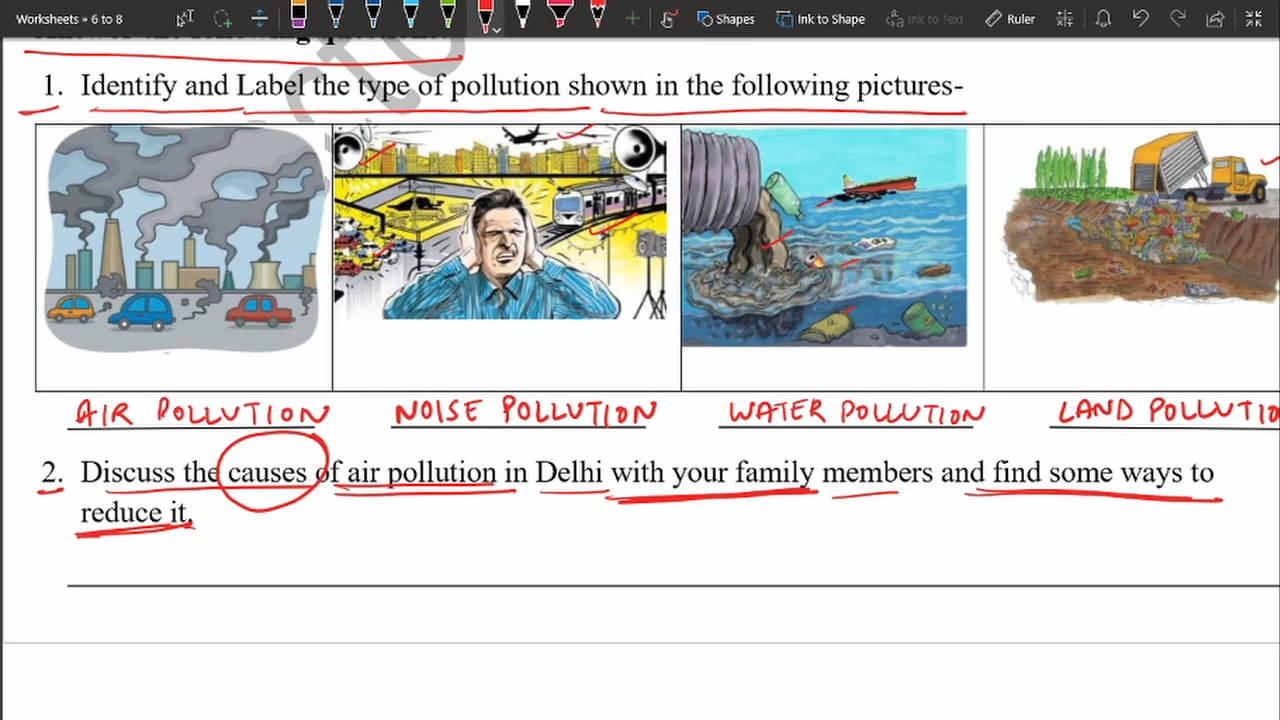 Worksheets • 6 to 8
Shapes
Ink to Shape
Ink to Text
Ruler
1. Identify and Label the type of pollution shown in the following pictures-
AIR POLLUTION
NOISE POLLUTION
WATER POLLUTION
LAND POLLUTIO
2. Discuss the causes of air pollution in Delhi with your family members and find some ways to
reduce it.